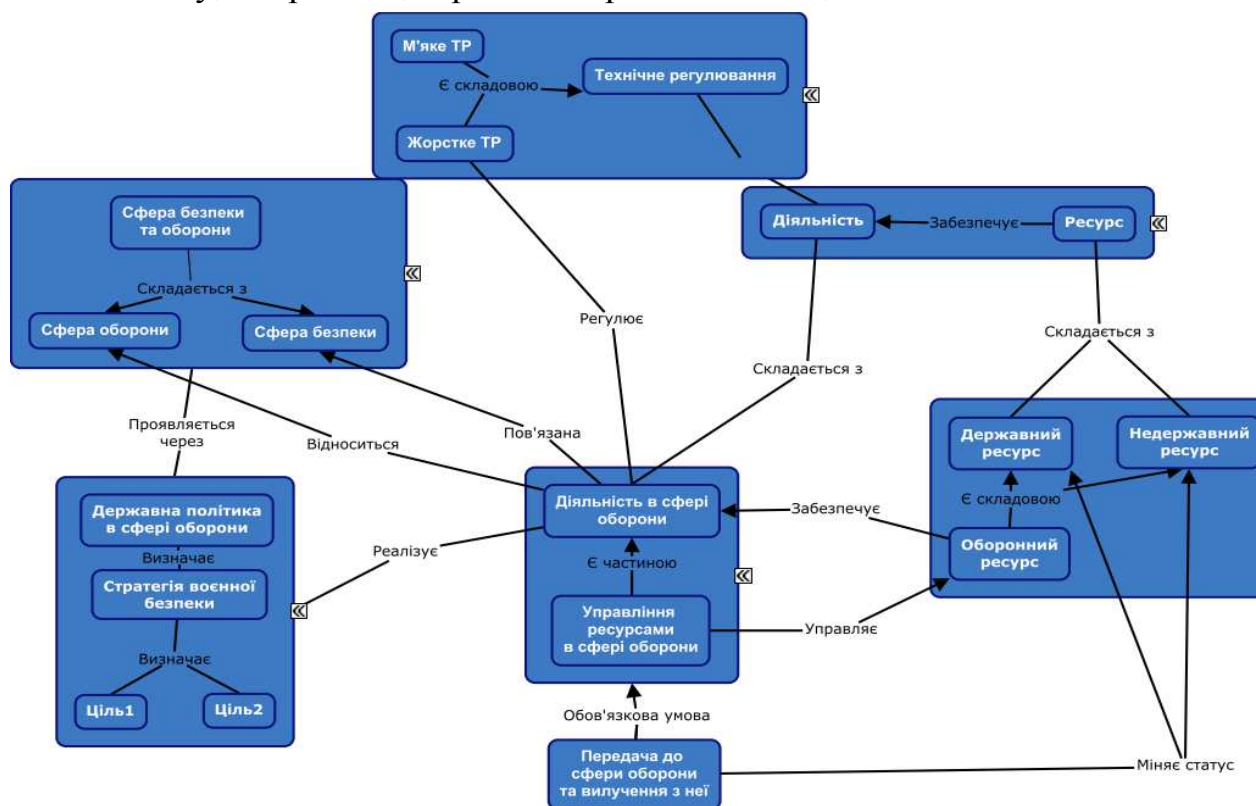 М'яке ТР
Є складовою
Технічне регулювання
Жорстке ТР
Сфера безпеки
та оборони
Складається з
Сфера оборони
Сфера безпеки
Діяльність
Забезпечує
Ресурс
Регулює
Складається з
Складається з
Проявляється
через
Відноситься
Пов'язана
Державний
ресурс
Недержавний
ресурс
Є складовою
Оборонний
ресурс
Державна політика
в сфері оборони
Визначає
Стратегія воєнної
безпеки
Визначає
Ціль1
Ціль2
Реалізує
Діяльність в сфері
оборони
Є частиною
Управління
ресурсами
в сфері оборони
Забезпечує
Управляє
Обов'язкова умова
Передача до
сфери оборони
та вилучення з неї
Міняє статус